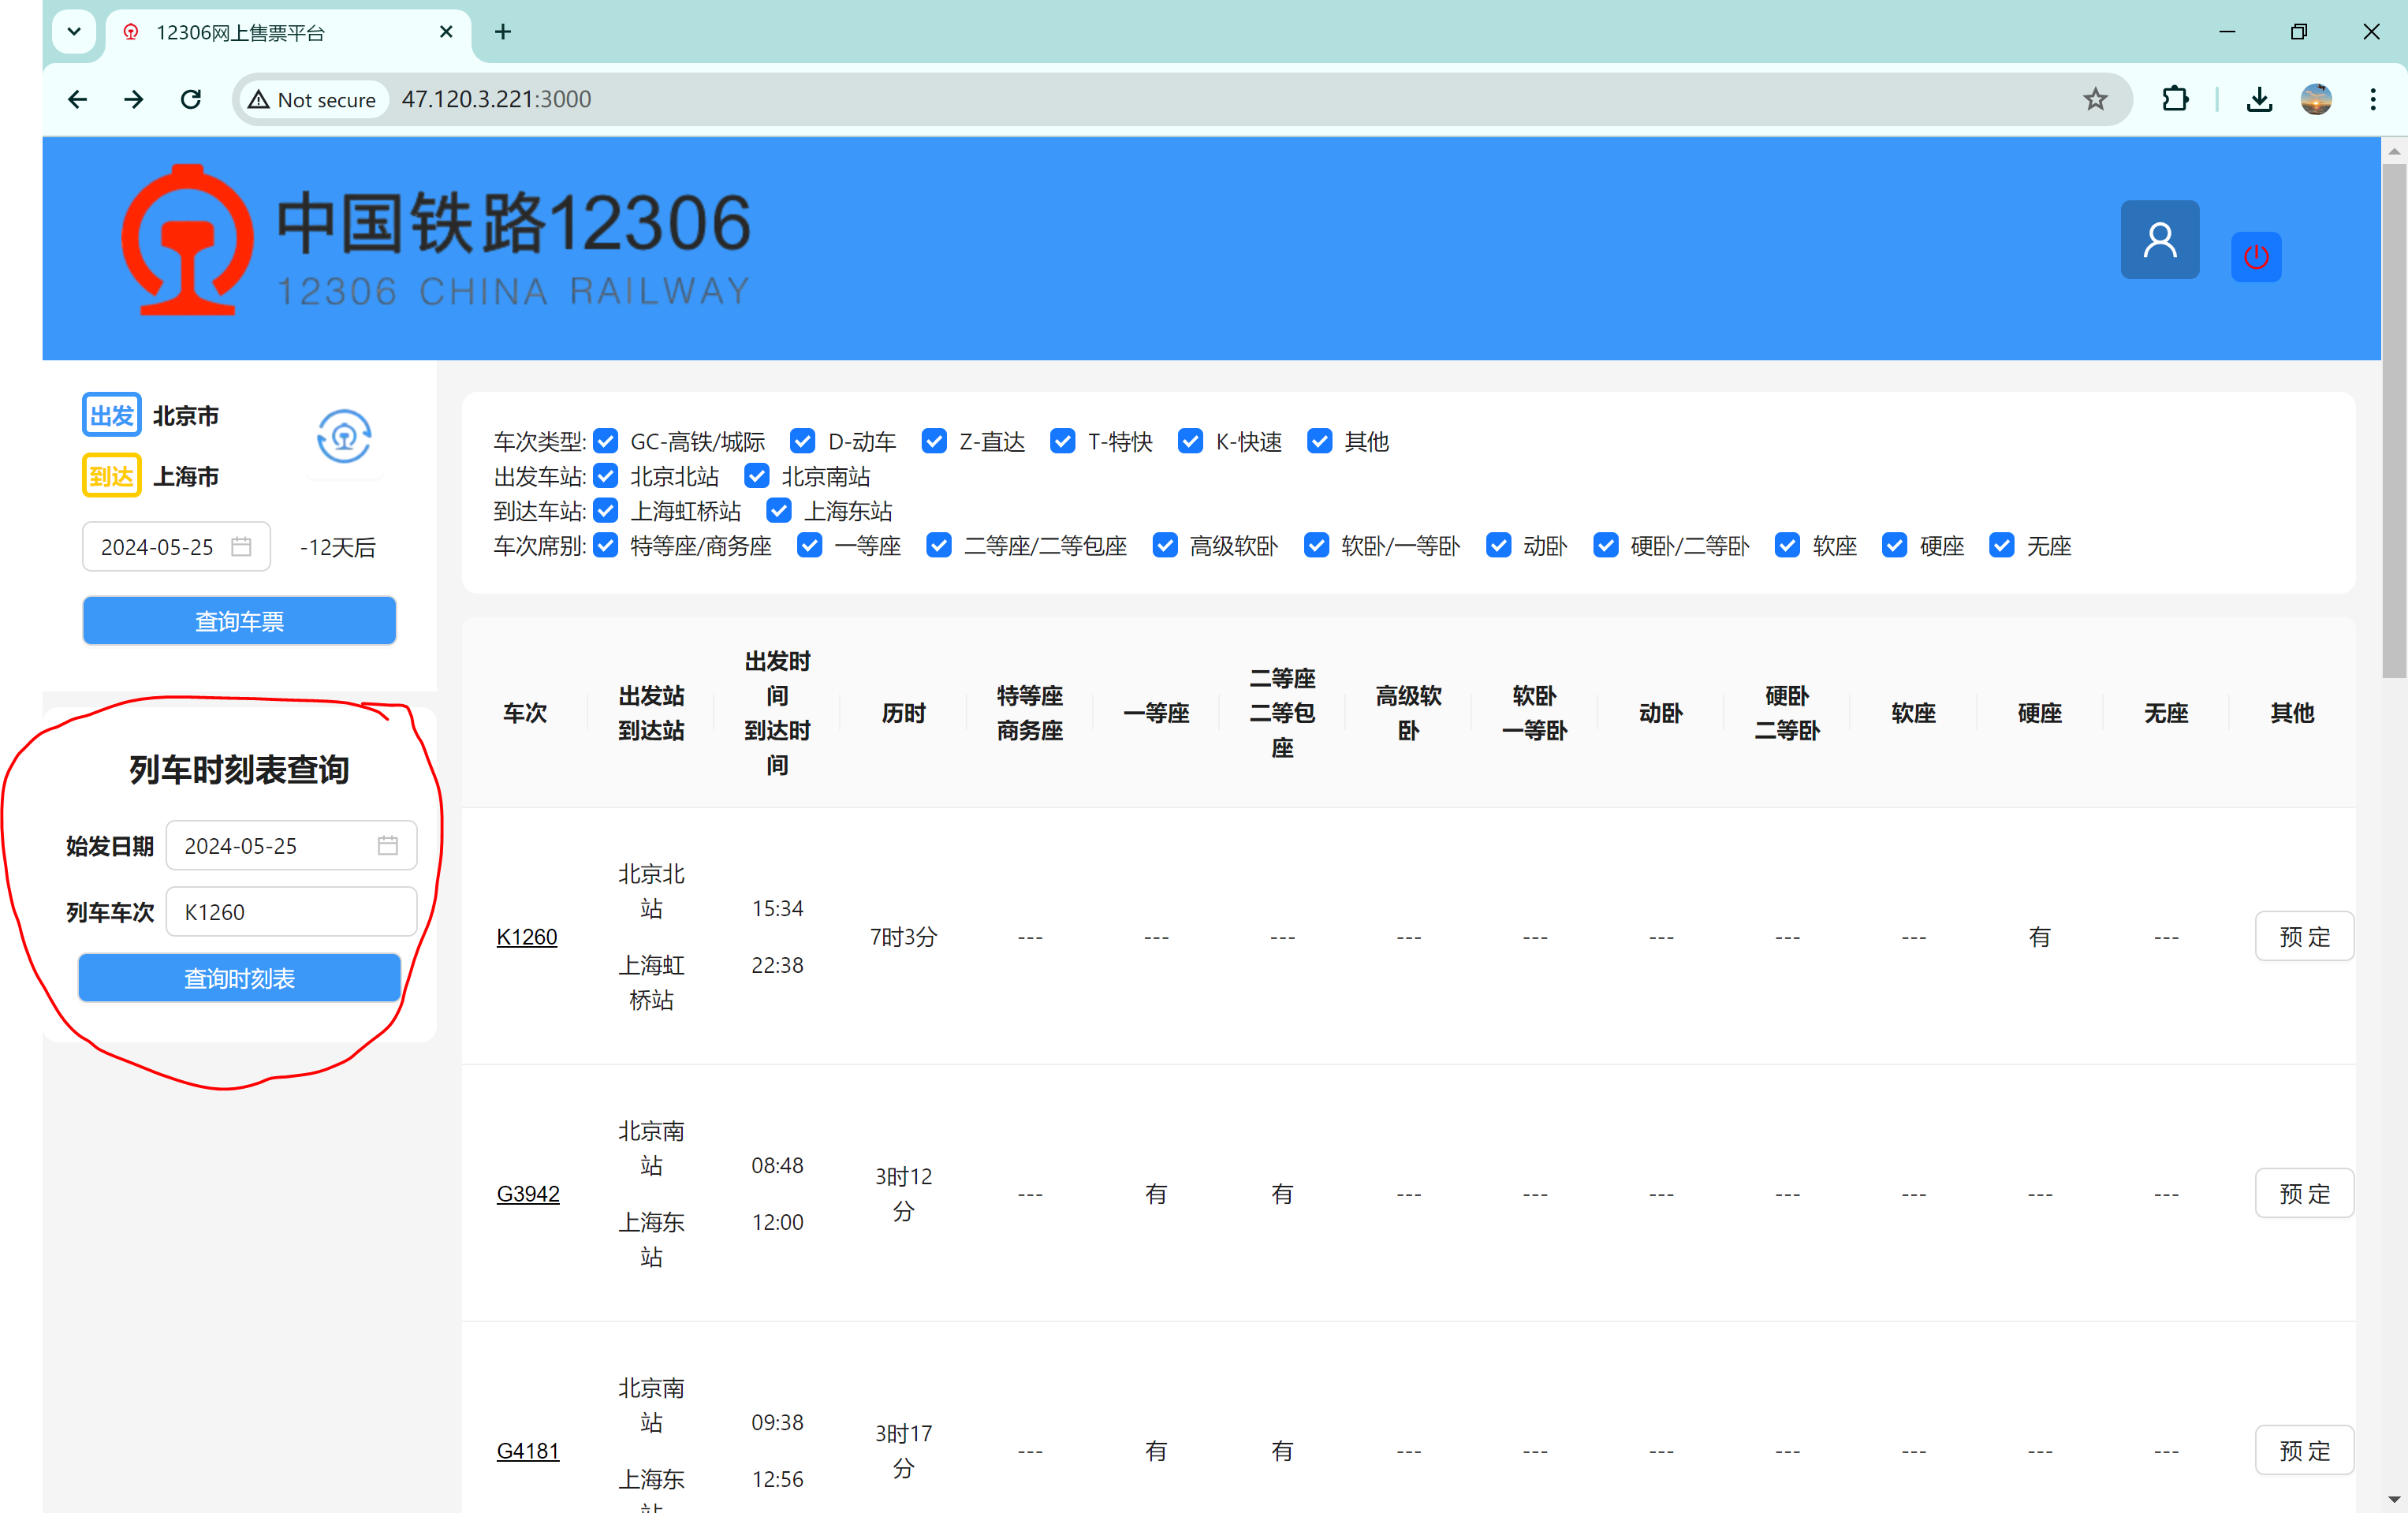 12306网上售票平台
Not secure 47.120.3.221:3000
中国铁路12306
12306 CHINA RAILWAY
出发 北京市
到达 上海市
2024-05-25 -12天后
查询车票
列车时刻表查询
始发日期 2024-05-25
列车车次 K1260
查询时刻表
车次类型: GC-高铁/城际 D-动车 Z-直达 T-特快 K-快速 其他
出发车站: 北京北站 北京南站
到达车站: 上海虹桥站 上海东站
车次席别: 特等座/商务座 一等座 二等座/二等包座 高级软卧 软卧/一等卧 动卧 硬卧/二等卧 软座 硬座 无座
车次
出发站
到达站
出发时
间
到达时
间
历时
特等座
商务座
一等座
二等座
二等包
座
高级软
卧
软卧
一等卧
动卧
硬卧
二等卧
软座
硬座
无座
其他
K1260
北京北
站
上海虹
桥站
15:34
22:38
7时3分
--- --- --- --- --- --- --- --- 有 ---
预 定
G3942
北京南
站
上海东
站
08:48
12:00
3时12
分
--- 有 有 --- --- --- --- --- --- ---
预 定
G4181
北京南
站
上海东
站
09:38
12:56
3时17
分
--- 有 有 --- --- --- --- --- --- ---
预 定